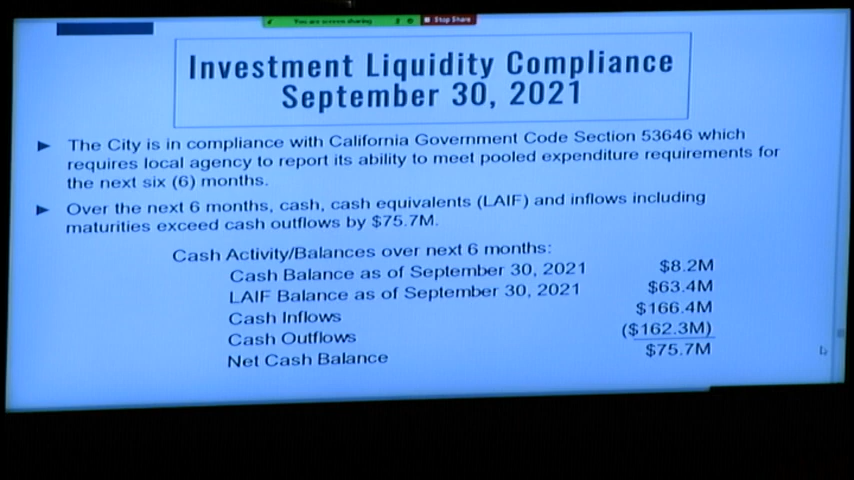 You are screen sharing Stop Share
Investment Liquidity Compliance
September 30, 2021
The City is in compliance with California Government Code Section 53646 which
requires local agency to report its ability to meet pooled expenditure requirements for
the next six (6) months.
Over the next 6 months, cash, cash equivalents (LAIF) and inflows including
maturities exceed cash outflows by $75.7M.
Cash Activity/Balances over next 6 months:
Cash Balance as of September 30, 2021 $8.2M
LAIF Balance as of September 30, 2021 $63.4M
Cash Inflows $166.4M
Cash Outflows ($162.3M)
Net Cash Balance $75.7M